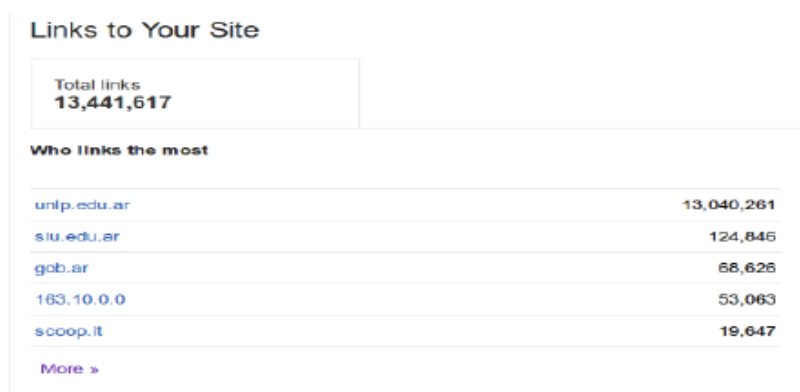 Links to Your Site
Total links
13,441,617
Who links the most
unlp.edu.ar 13,040,261
siu.edu.ar 124,846
gob.ar 68,626
163.10.0.0 53,063
scoop.it 19,647
More »